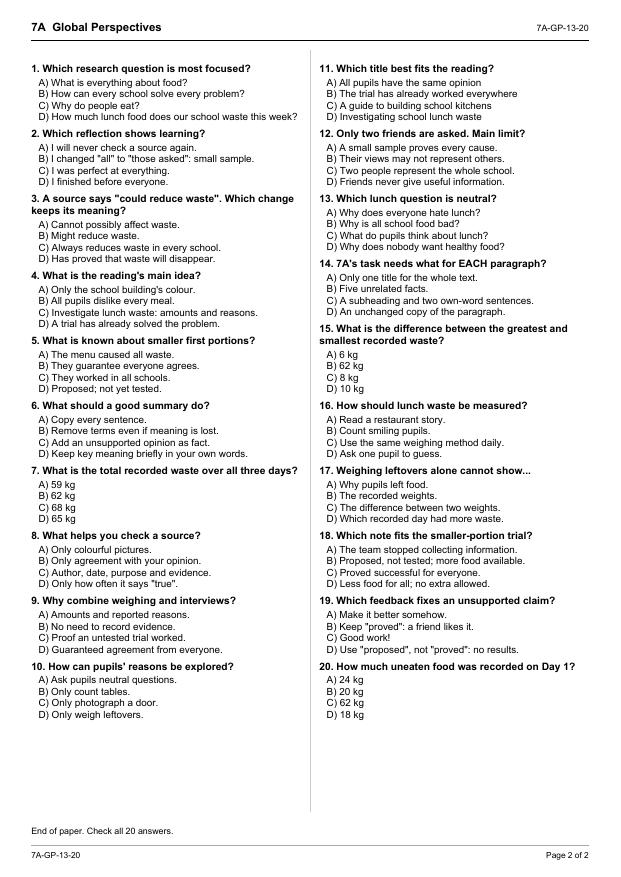 7A Global Perspectives
7A-GP-13-20
1. Which research question is most focused?
A) What is everything about food?
B) How can every school solve every problem?
C) Why do people eat?
D) How much lunch food does our school waste this week?
2. Which reflection shows learning?
A) I will never check a source again.
B) I changed "all" to "those asked": small sample.
C) I was perfect at everything.
D) I finished before everyone.
3. A source says "could reduce waste". Which change
keeps its meaning?
A) Cannot possibly affect waste.
B) Might reduce waste.
C) Always reduces waste in every school.
D) Has proved that waste will disappear.
4. What is the reading's main idea?
A) Only the school building's colour.
B) All pupils dislike every meal.
C) Investigate lunch waste: amounts and reasons.
D) A trial has already solved the problem.
5. What is known about smaller first portions?
A) The menu caused all waste.
B) They guarantee everyone agrees.
C) They worked in all schools.
D) Proposed; not yet tested.
6. What should a good summary do?
A) Copy every sentence.
B) Remove terms even if meaning is lost.
C) Add an unsupported opinion as fact.
D) Keep key meaning briefly in your own words.
7. What is the total recorded waste over all three days?
A) 59 kg
B) 62 kg
C) 68 kg
D) 65 kg
8. What helps you check a source?
A) Only colourful pictures.
B) Only agreement with your opinion.
C) Author, date, purpose and evidence.
D) Only how often it says "true".
9. Why combine weighing and interviews?
A) Amounts and reported reasons.
B) No need to record evidence.
C) Proof an untested trial worked.
D) Guaranteed agreement from everyone.
10. How can pupils' reasons be explored?
A) Ask pupils neutral questions.
B) Only count tables.
C) Only photograph a door.
D) Only weigh leftovers.
11. Which title best fits the reading?
A) All pupils have the same opinion
B) The trial has already worked everywhere
C) A guide to building school kitchens
D) Investigating school lunch waste
12. Only two friends are asked. Main limit?
A) A small sample proves every cause.
B) Their views may not represent others.
C) Two people represent the whole school.
D) Friends never give useful information.
13. Which lunch question is neutral?
A) Why does everyone hate lunch?
B) Why is all school food bad?
C) What do pupils think about lunch?
D) Why does nobody want healthy food?
14. 7A's task needs what for EACH paragraph?
A) Only one title for the whole text.
B) Five unrelated facts.
C) A subheading and two own-word sentences.
D) An unchanged copy of the paragraph.
15. What is the difference between the greatest and
smallest recorded waste?
A) 6 kg
B) 62 kg
C) 8 kg
D) 10 kg
16. How should lunch waste be measured?
A) Read a restaurant story.
B) Count smiling pupils.
C) Use the same weighing method daily.
D) Ask one pupil to guess.
17. Weighing leftovers alone cannot show...
A) Why pupils left food.
B) The recorded weights.
C) The difference between two weights.
D) Which recorded day had more waste.
18. Which note fits the smaller-portion trial?
A) The team stopped collecting information.
B) Proposed, not tested; more food available.
C) Proved successful for everyone.
D) Less food for all; no extra allowed.
19. Which feedback fixes an unsupported claim?
A) Make it better somehow.
B) Keep "proved": a friend likes it.
C) Good work!
D) Use "proposed", not "proved": no results.
20. How much uneaten food was recorded on Day 1?
A) 24 kg
B) 20 kg
C) 62 kg
D) 18 kg
End of paper. Check all 20 answers.
7A-GP-13-20
Page 2 of 2